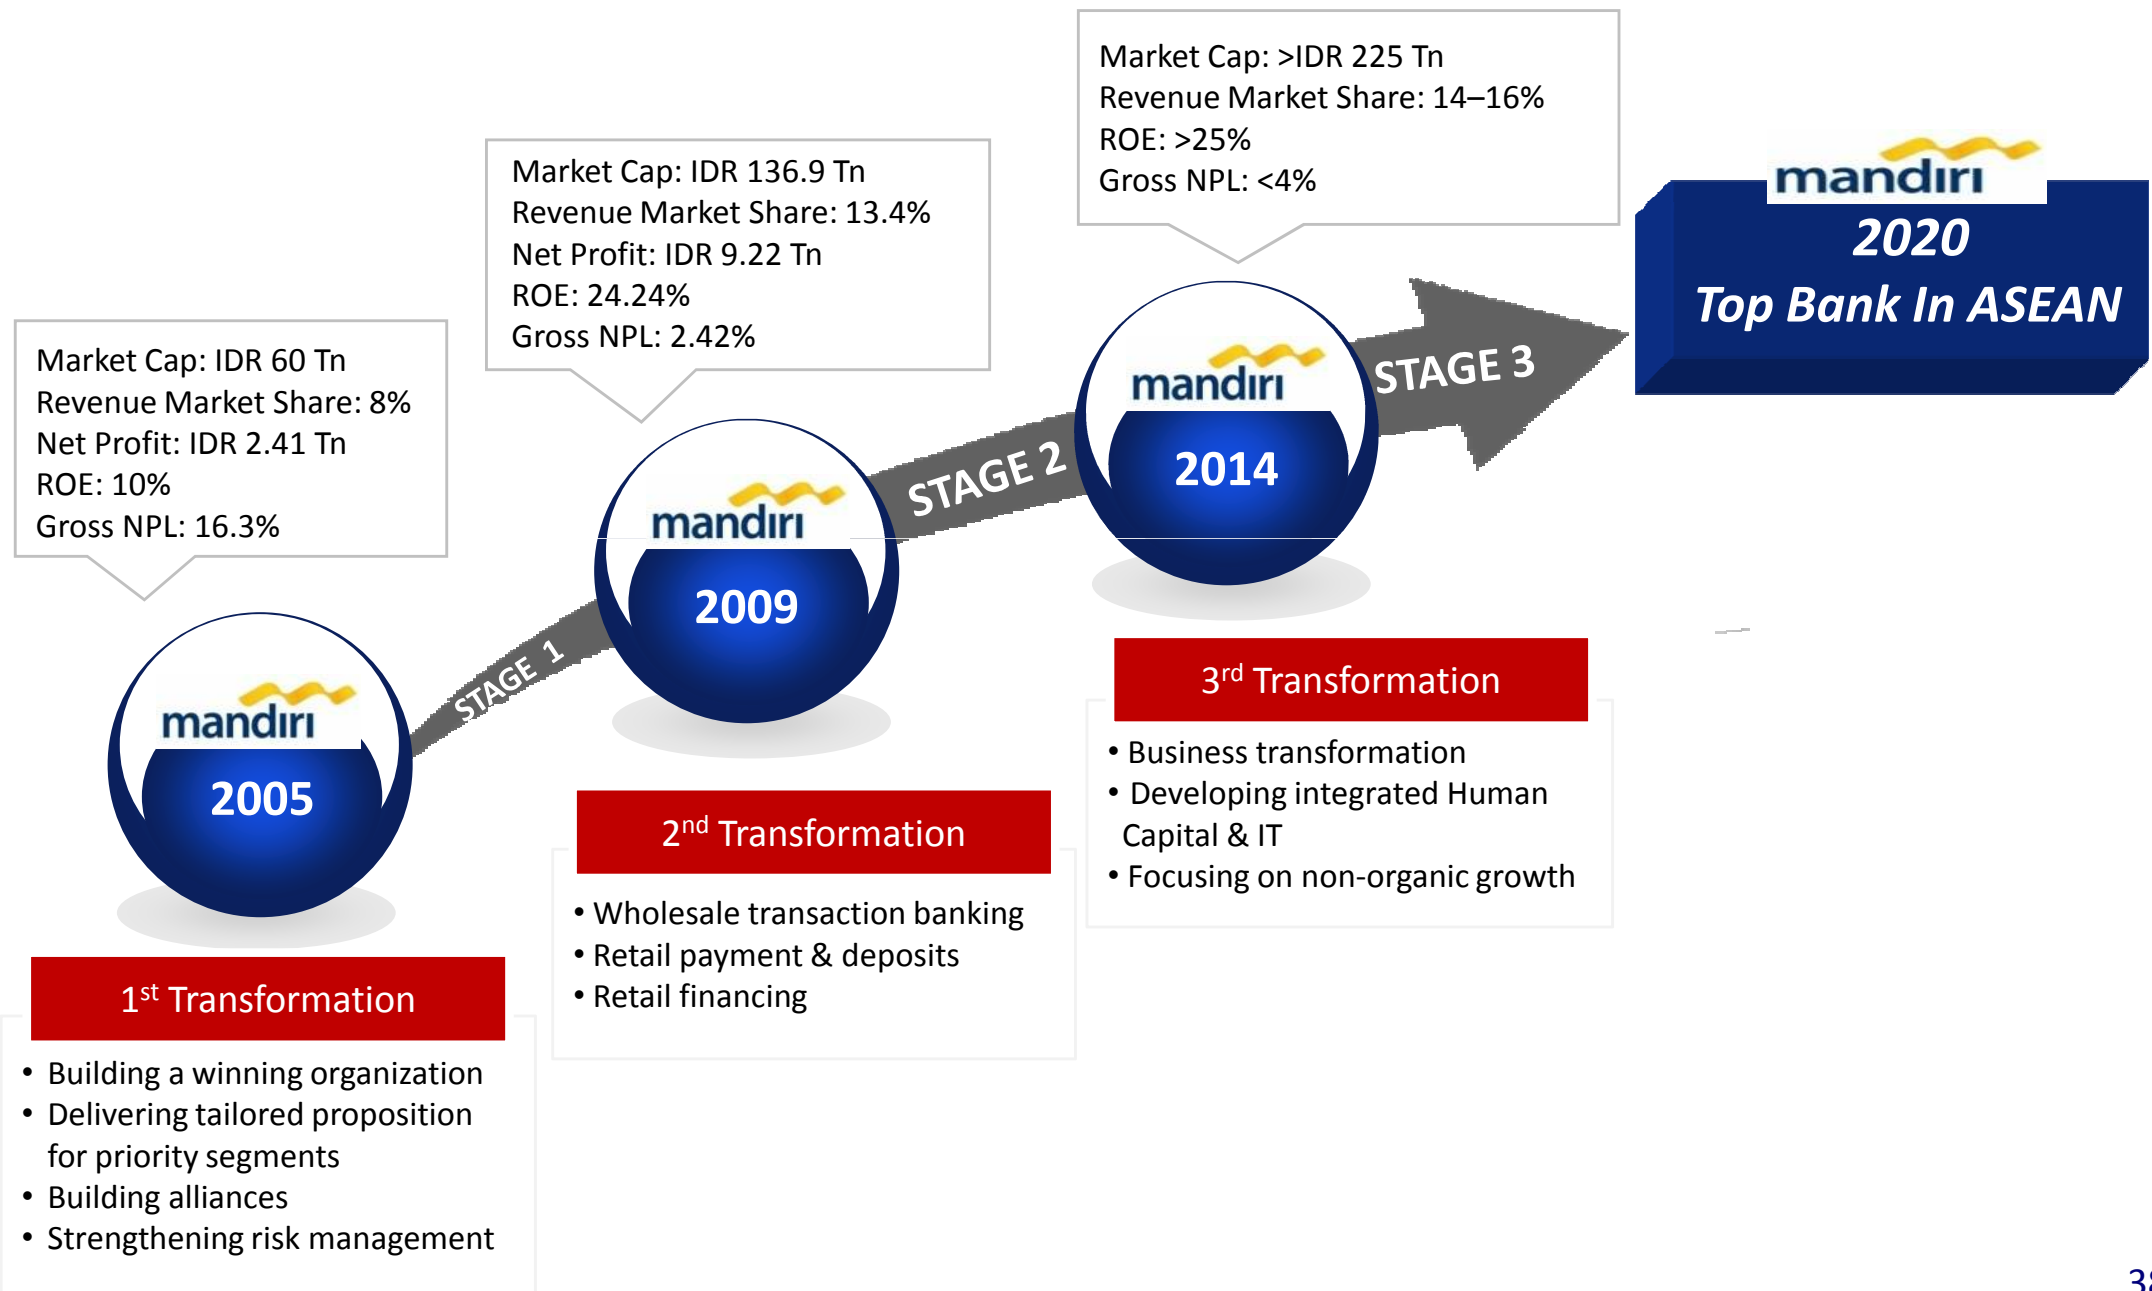 Market Cap: >IDR 225 Tn
Revenue Market Share: 14–16%
ROE: >25%
Gross NPL: <4%
mandiri
2020
Top Bank In ASEAN
Market Cap: IDR 136.9 Tn
Revenue Market Share: 13.4%
Net Profit: IDR 9.22 Tn
ROE: 24.24%
Gross NPL: 2.42%
Market Cap: IDR 60 Tn
Revenue Market Share: 8%
Net Profit: IDR 2.41 Tn
ROE: 10%
Gross NPL: 16.3%
mandiri
2005
STAGE 1
mandiri
2009
STAGE 2
mandiri
2014
STAGE 3
1st Transformation
• Building a winning organization
• Delivering tailored proposition
for priority segments
• Building alliances
• Strengthening risk management
2nd Transformation
• Wholesale transaction banking
• Retail payment & deposits
• Retail financing
3rd Transformation
• Business transformation
• Developing integrated Human
Capital & IT
• Focusing on non-organic growth
38